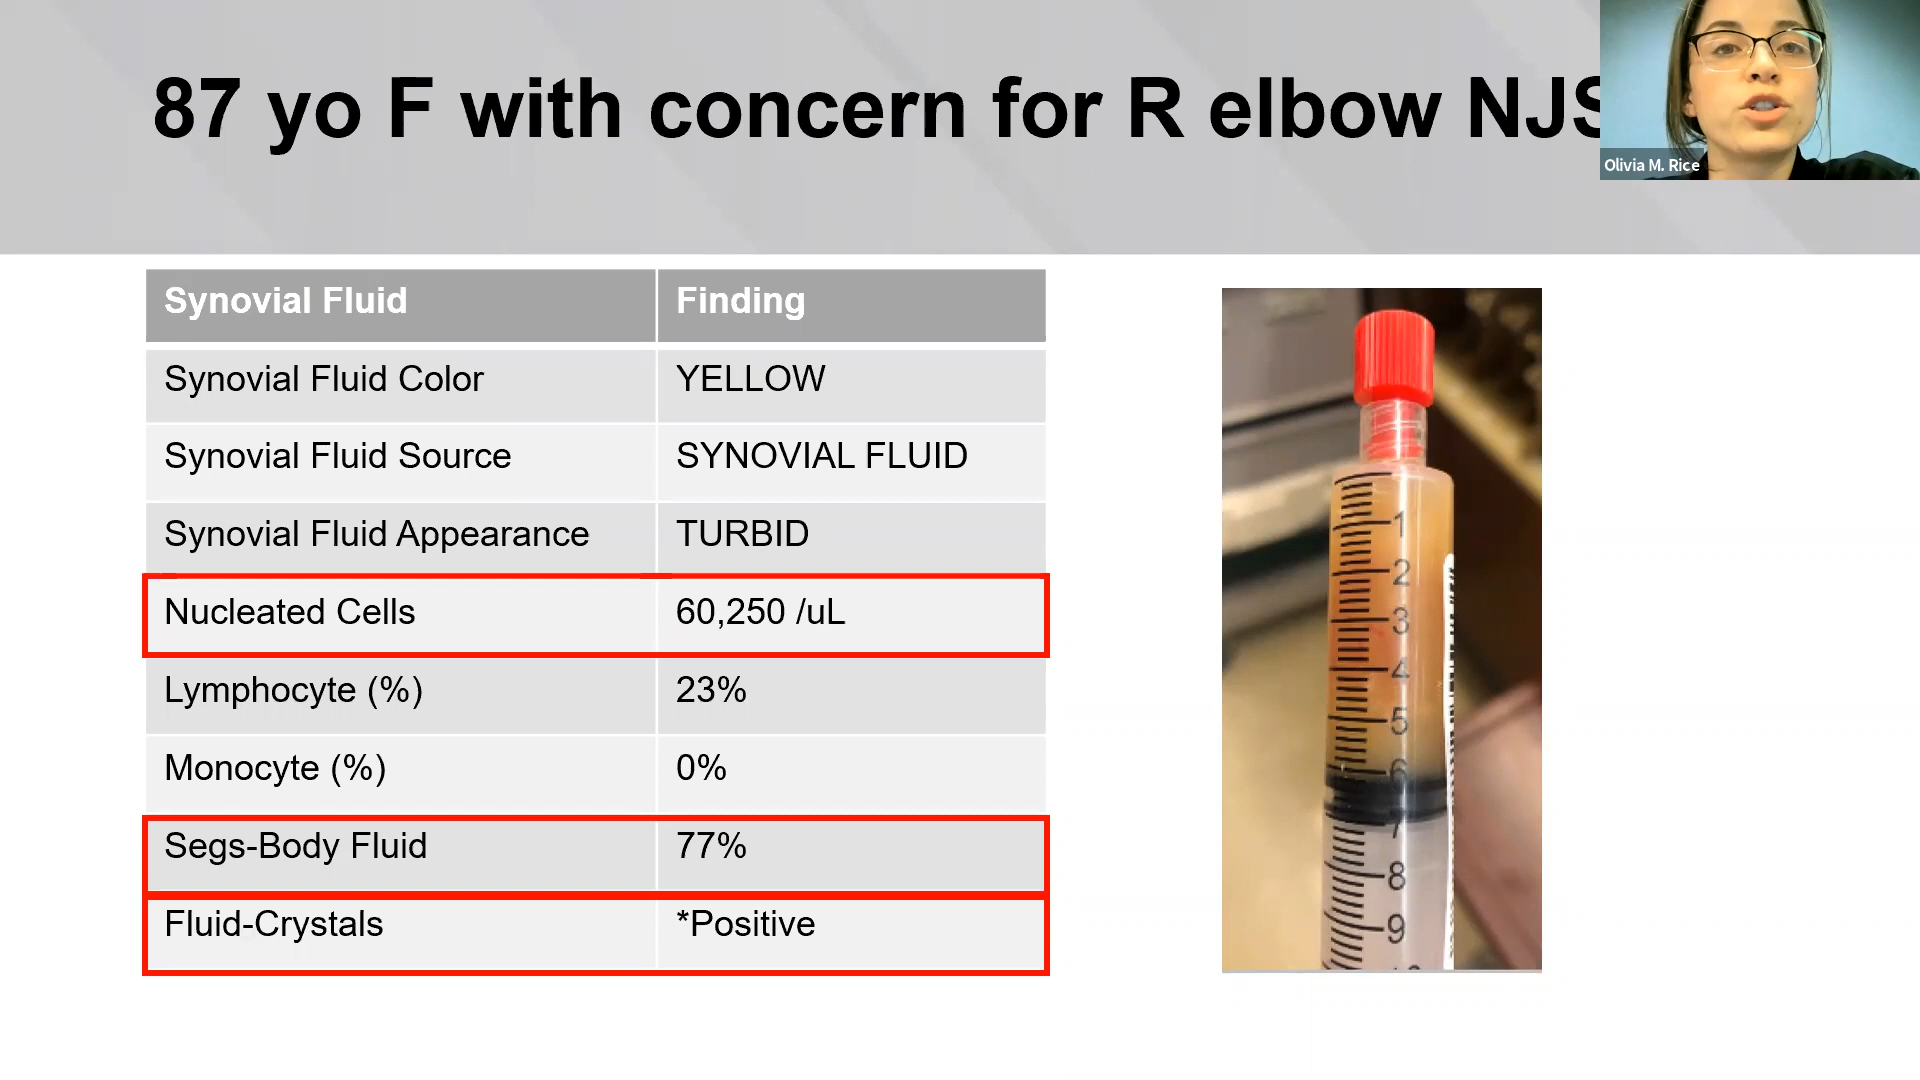 87 yo F with concern for R elbow
Olivia M. Rice
Synovial Fluid Finding
Synovial Fluid Color YELLOW
Synovial Fluid Source SYNOVIAL FLUID
Synovial Fluid Appearance TURBID
Nucleated Cells 60,250 /uL
Lymphocyte (%) 23%
Monocyte (%) 0%
Segs-Body Fluid 77%
Fluid-Crystals *Positive
1
2
3
4
5
6
7
8
9